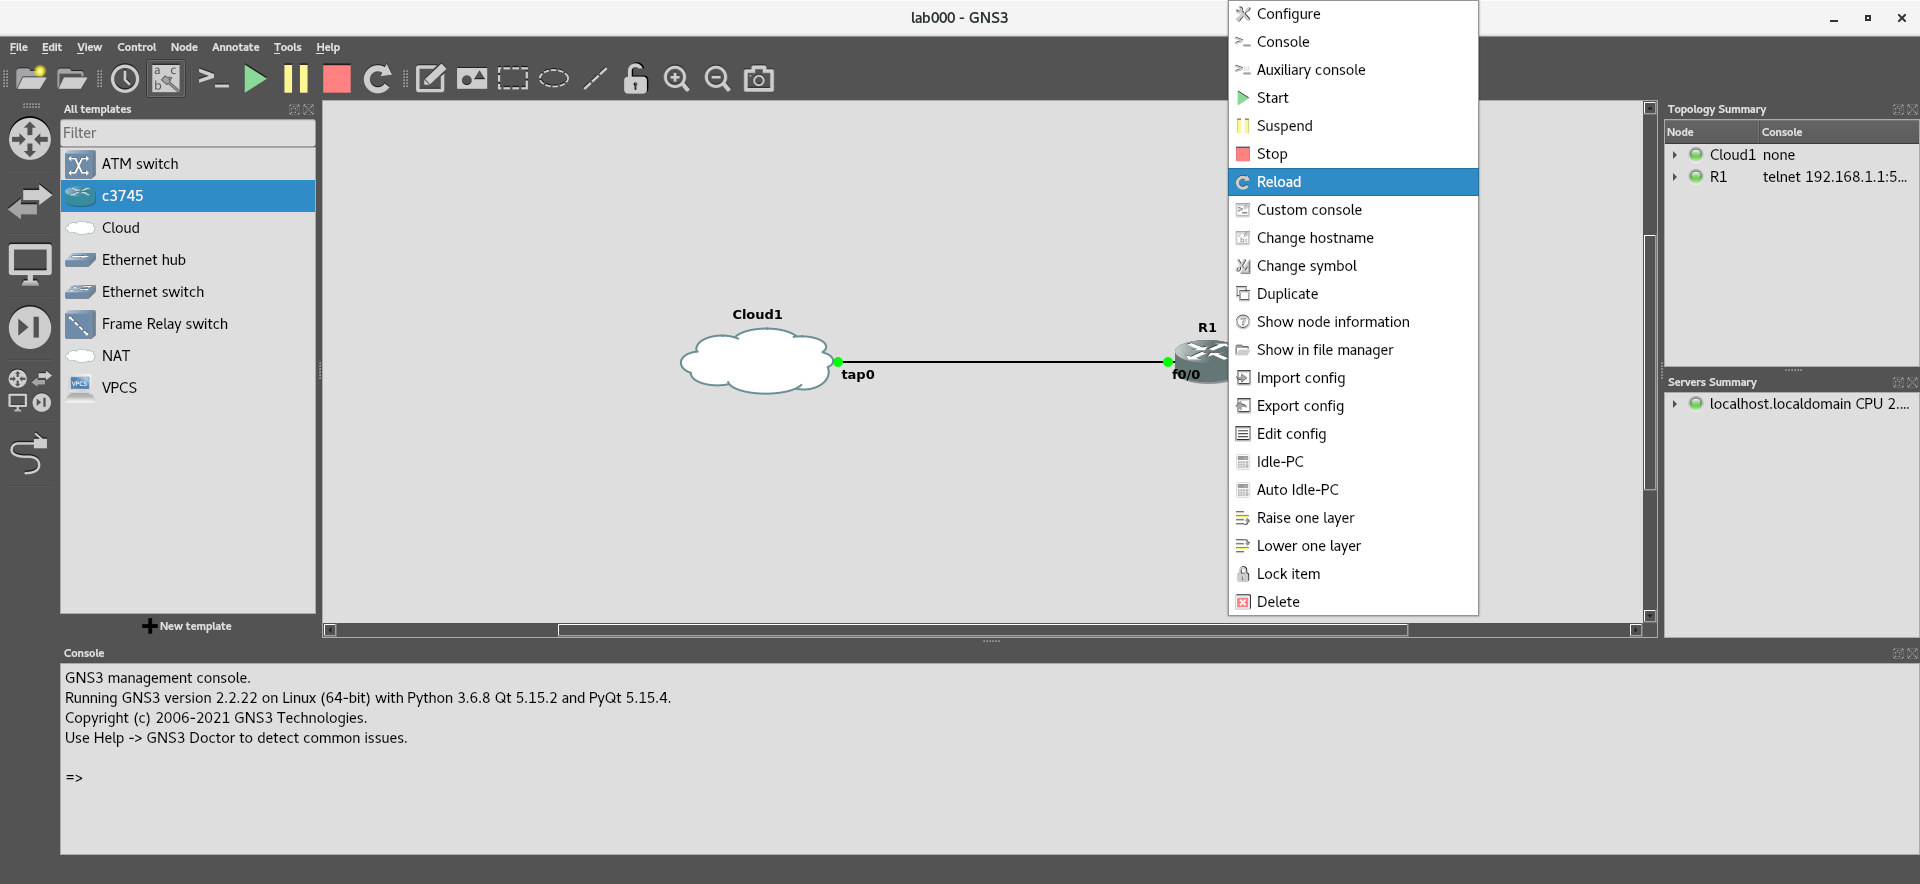 lab000 - GNS3
File Edit View Control Node Annotate Tools Help
All templates
Filter
ATM switch
c3745
Cloud
Ethernet hub
Ethernet switch
Frame Relay switch
NAT
VPCS
New template
Cloud1
tap0
R1
f0/0
Configure
Console
Auxiliary console
Start
Suspend
Stop
Reload
Custom console
Change hostname
Change symbol
Duplicate
Show node information
Show in file manager
Import config
Export config
Edit config
Idle-PC
Auto Idle-PC
Raise one layer
Lower one layer
Lock item
Delete
Topology Summary
Node Console
Cloud1 none
R1 telnet 192.168.1.1:5...
Servers Summary
localhost.localdomain CPU 2....
Console
GNS3 management console.
Running GNS3 version 2.2.22 on Linux (64-bit) with Python 3.6.8 Qt 5.15.2 and PyQt 5.15.4.
Copyright (c) 2006-2021 GNS3 Technologies.
Use Help -> GNS3 Doctor to detect common issues.
=>